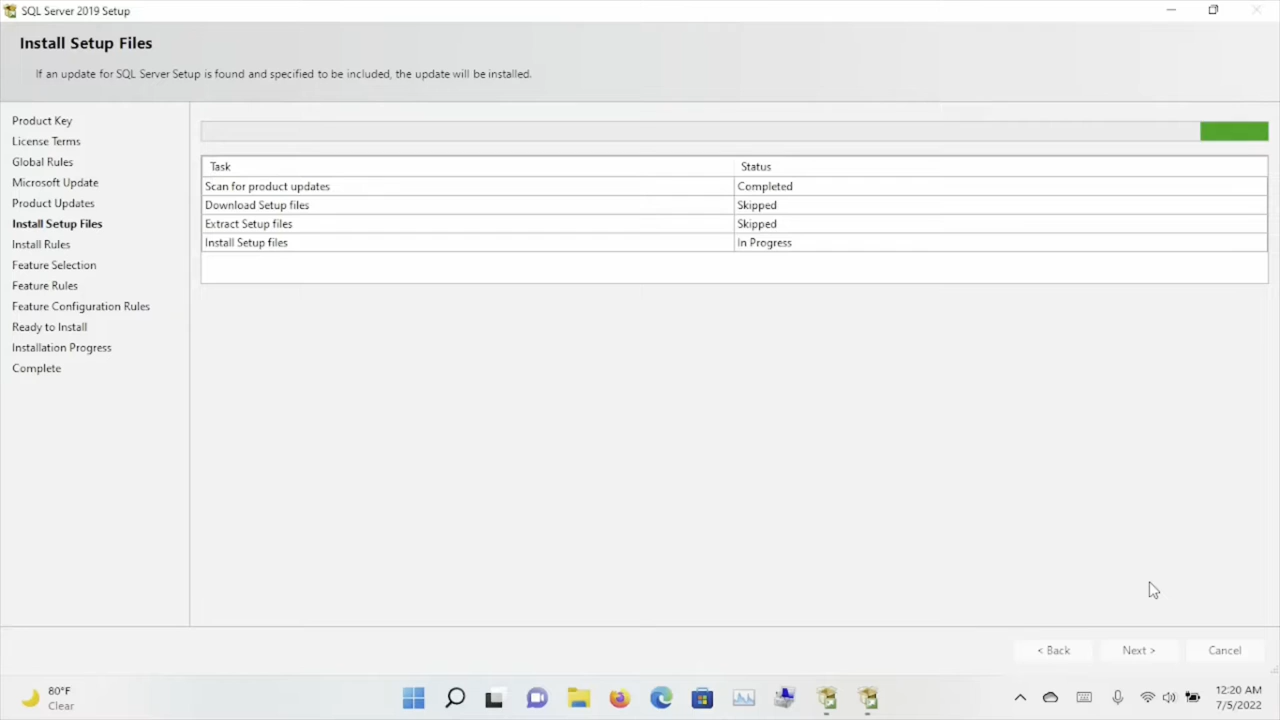 SQL Server 2019 Setup
Install Setup Files
If an update for SQL Server Setup is found and specified to be included, the update will be installed.
Product Key
License Terms
Global Rules
Microsoft Update
Product Updates
Install Setup Files
Install Rules
Feature Selection
Feature Rules
Feature Configuration Rules
Ready to Install
Installation Progress
Complete
Task Status
Scan for product updates Completed
Download Setup files Skipped
Extract Setup files Skipped
Install Setup files In Progress
< Back Next > Cancel
80°F
Clear
12:20 AM
7/5/2022